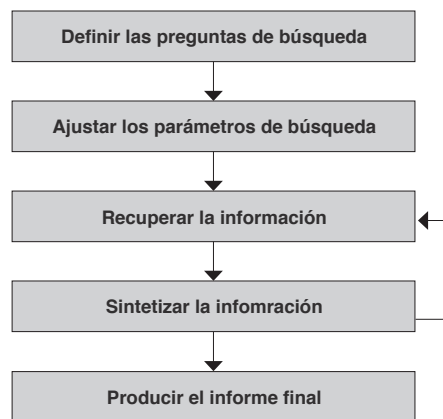 Definir las preguntas de búsqueda
Ajustar los parámetros de búsqueda
Recuperar la información
Sintetizar la infomración
Producir el informe final